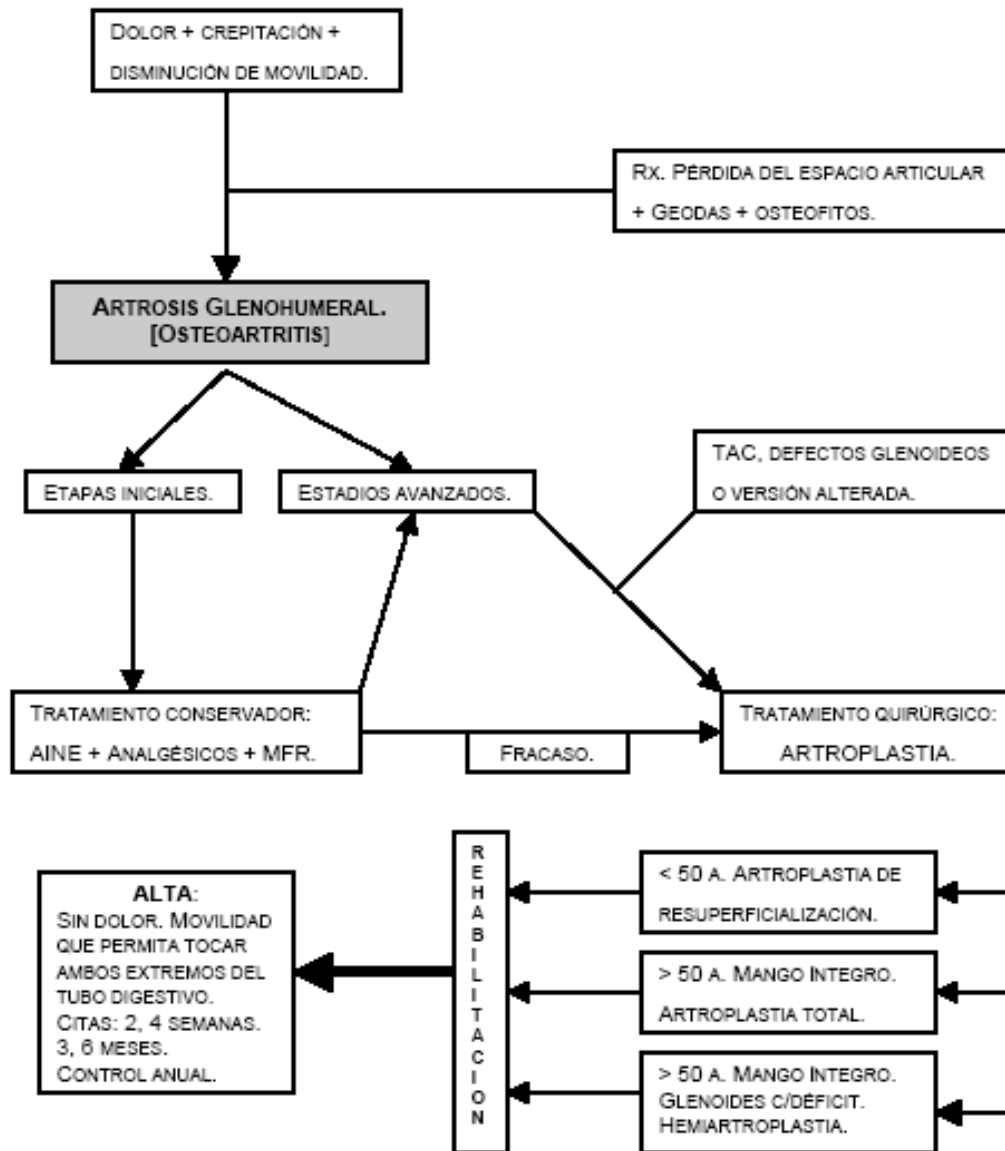 DOLOR + CREPITACIÓN +
DISMINUCIÓN DE MOVILIDAD.
RX. PÉRDIDA DEL ESPACIO ARTICULAR
+ GEODAS + OSTEOFITOS.
ARTROSIS GLENOHUMERAL.
[OSTEOARTRITIS]
ETAPAS INICIALES.
ESTADIOS AVANZADOS.
TAC, DEFECTOS GLENOIDEOS
O VERSIÓN ALTERADA.
TRATAMIENTO CONSERVADOR:
AINE + ANALGÉSICOS + MFR.
FRACASO.
TRATAMIENTO QUIRÚRGICO:
ARTROPLASTIA.
ALTA:
SIN DOLOR. MOVILIDAD
QUE PERMITA TOCAR
AMBOS EXTREMOS DEL
TUBO DIGESTIVO.
CITAS: 2, 4 SEMANAS.
3, 6 MESES.
CONTROL ANUAL.
REHABILITACION
< 50 A. ARTROPLASTIA DE
RESUPERFICIALIZACIÓN.
> 50 A. MANGO INTEGRO.
ARTROPLASTIA TOTAL.
> 50 A. MANGO INTEGRO.
GLENOIDES C/DÉFICIT.
HEMIARTROPLASTIA.